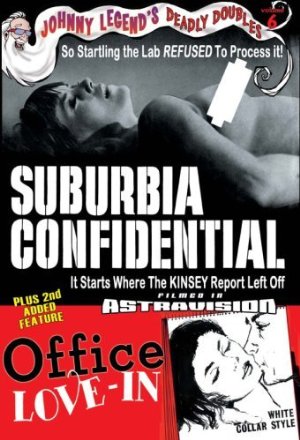 JOHNNY LEGEND'S DEADLY DOUBLES
VOLUME 6
So Startling the Lab REFUSED To Process it!
SUBURBIA
CONFIDENTIAL
It Starts Where The KINSEY Report Left Off
FILMED IN
ASTRAVISION
PLUS 2nd
ADDED
FEATURE
Office
LOVE-IN
WHITE
COLLAR STYLE